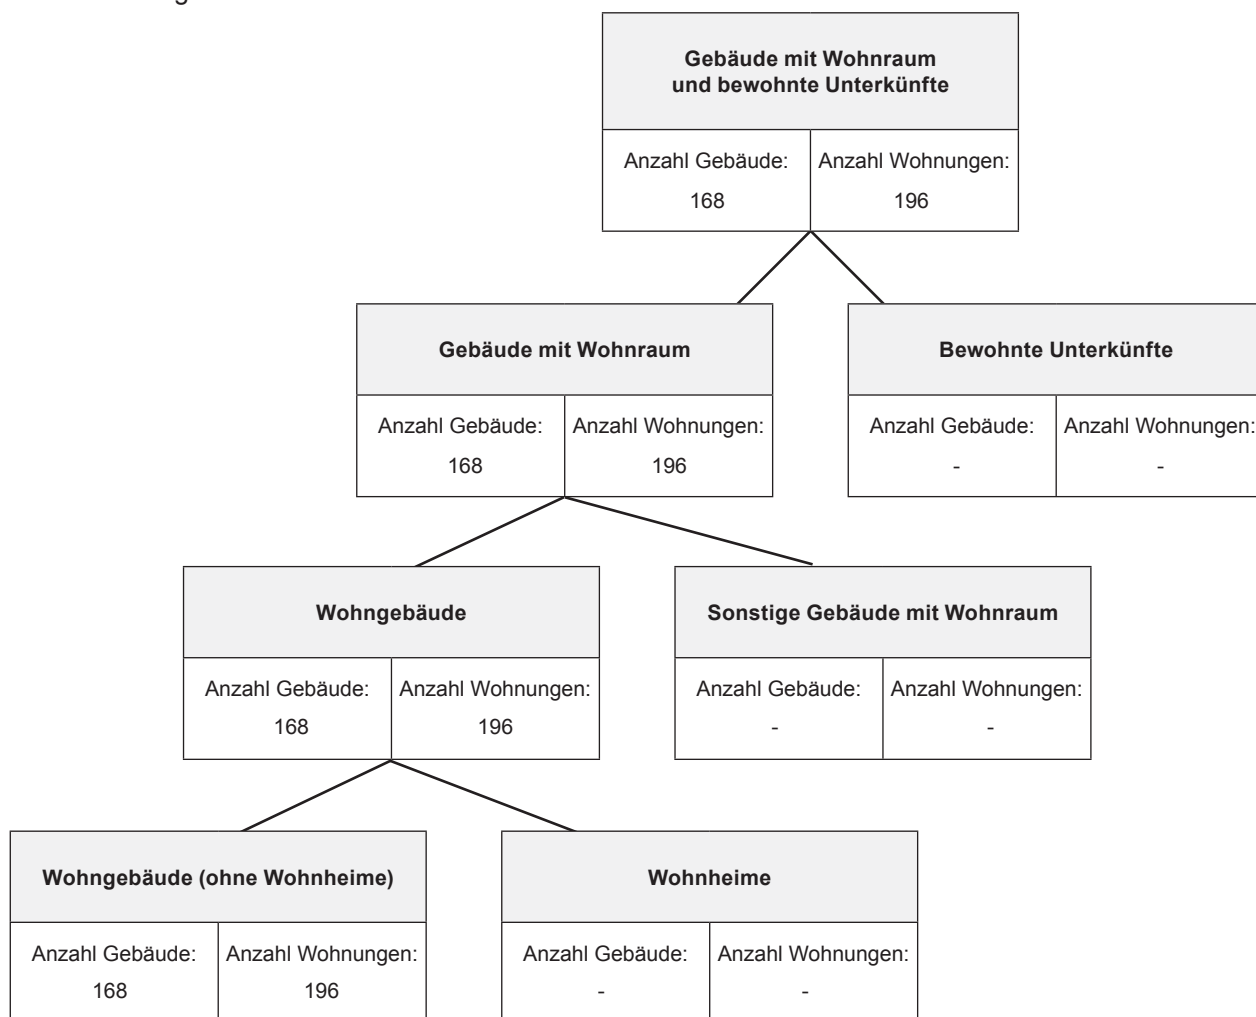 Gebäude mit Wohnraum
und bewohnte Unterkünfte
Anzahl Gebäude: Anzahl Wohnungen:
168 196
Gebäude mit Wohnraum Bewohnte Unterkünfte
Anzahl Gebäude: Anzahl Wohnungen: Anzahl Gebäude: Anzahl Wohnungen:
168 196 - -
Wohngebäude Sonstige Gebäude mit Wohnraum
Anzahl Gebäude: Anzahl Wohnungen: Anzahl Gebäude: Anzahl Wohnungen:
168 196 - -
Wohngebäude (ohne Wohnheime) Wohnheime
Anzahl Gebäude: Anzahl Wohnungen: Anzahl Gebäude: Anzahl Wohnungen:
168 196 - -